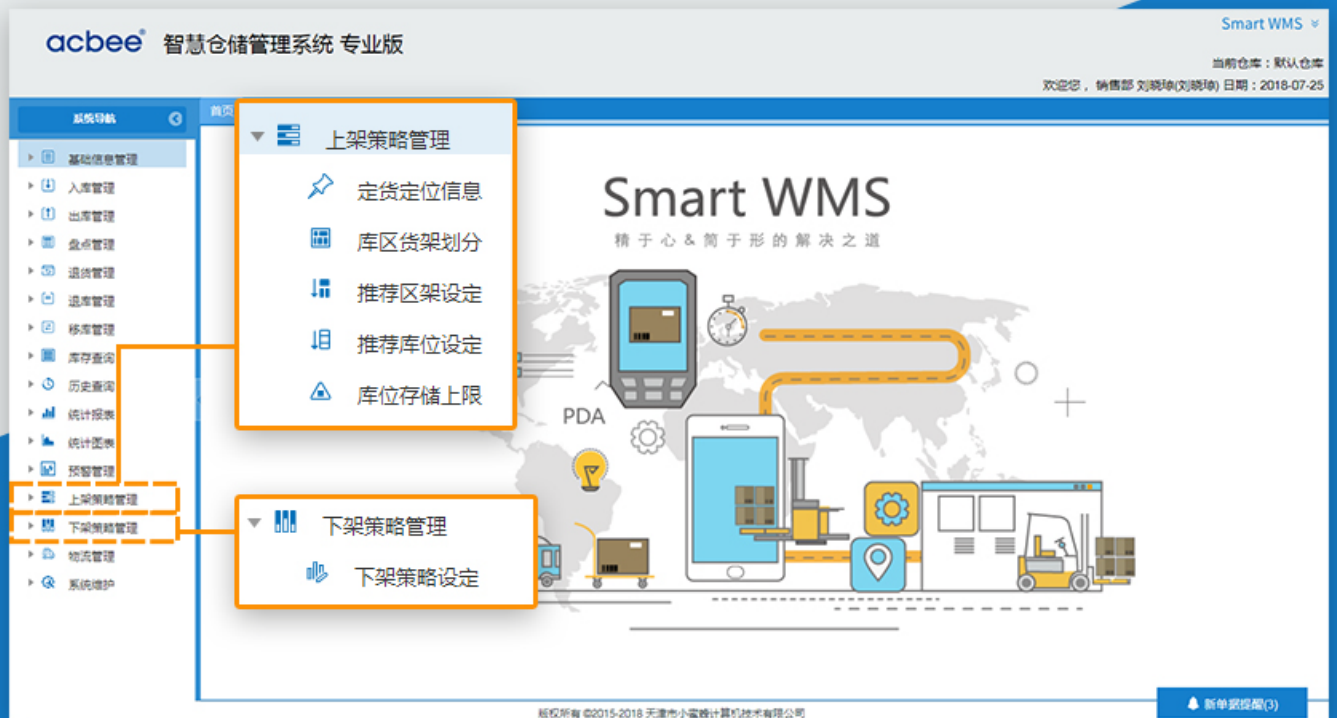 acbee® 智慧仓储管理系统 专业版
Smart WMS
当前仓库：默认仓库
欢迎您，销售部 刘晓琦(刘晓琦) 日期：2018-07-25
系统导航
首页
基础信息管理
入库管理
出库管理
盘点管理
退货管理
退库管理
移库管理
库存查询
历史查询
统计报表
统计图表
预警管理
上架策略管理
下架策略管理
物流管理
系统维护
上架策略管理
定货定位信息
库区货架划分
推荐区架设定
推荐库位设定
库位存储上限
下架策略管理
下架策略设定
Smart WMS
精于心&简于形的解决之道
PDA
版权所有 ©2015-2018 天津市小蜜蜂计算机技术有限公司
新单据提醒(3)